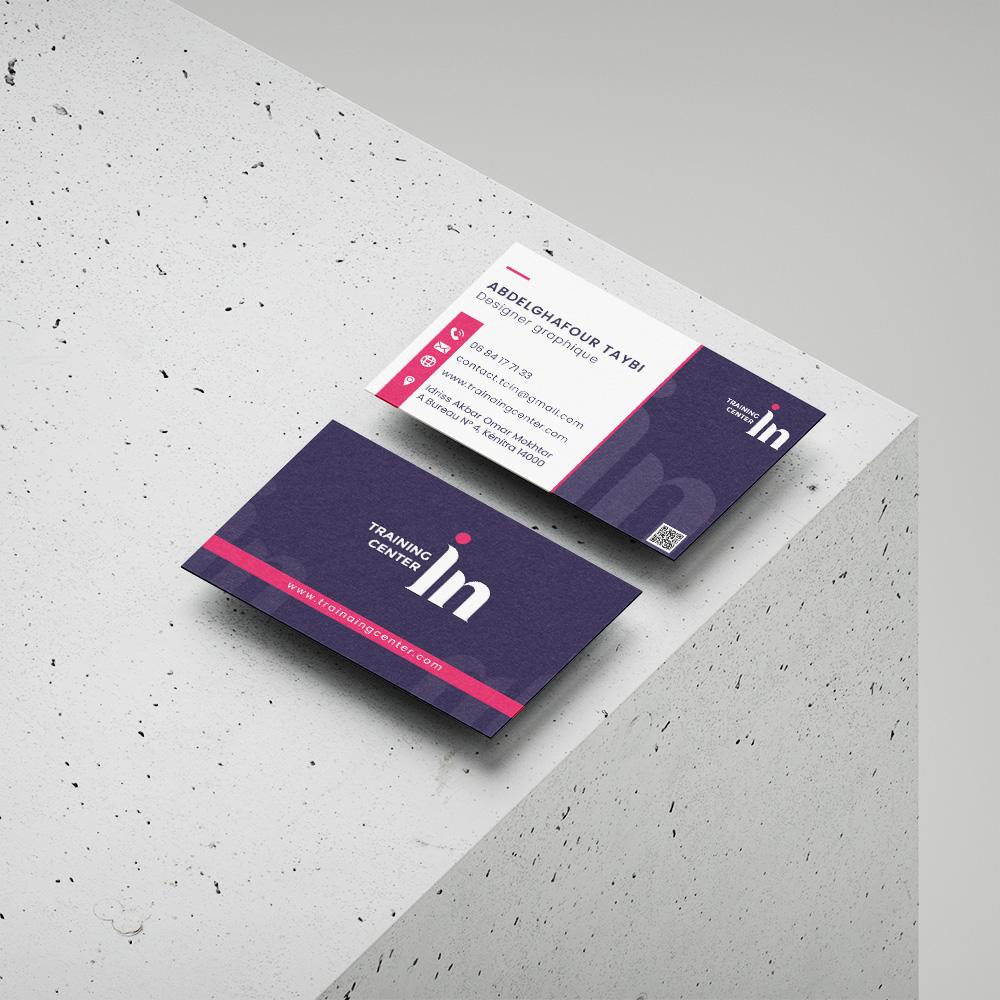 ABDELGHAFOUR TAYBI
Designer graphique
06 84 17 71 33
contact.tcin@gmail.com
www.trainaingcenter.com
Idriss Akbar Omar Mokhtar
A Bureau N° 4, Kénitra 14000
TRAINING
CENTER
In
TRAINING
CENTER
In
www.trainaingcenter.com